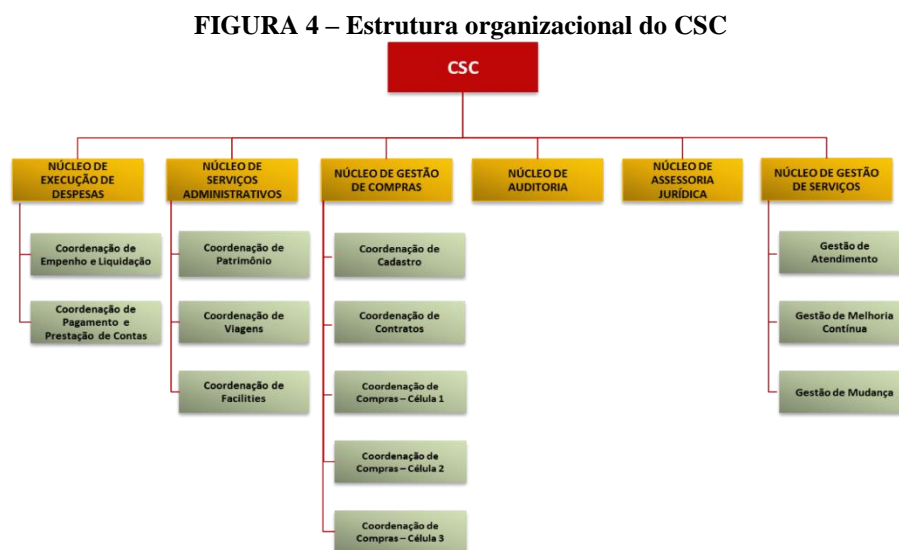 FIGURA 4 – Estrutura organizacional do CSC
CSC
NÚCLEO DE
EXECUÇÃO DE
DESPESAS
NÚCLEO DE
SERVIÇOS
ADMINISTRATIVOS
NÚCLEO DE GESTÃO
DE COMPRAS
NÚCLEO DE
AUDITORIA
NÚCLEO DE
ASSESSORIA
JURÍDICA
NÚCLEO DE GESTÃO
DE SERVIÇOS
Coordenação de
Empenho e Liquidação
Coordenação de
Pagamento e
Prestação de Contas
Coordenação de
Patrimônio
Coordenação de
Viagens
Coordenação de
Facilities
Coordenação de
Cadastro
Coordenação de
Contratos
Coordenação de
Compras – Célula 1
Coordenação de
Compras – Célula 2
Coordenação de
Compras – Célula 3
Gestão de
Atendimento
Gestão de Melhoria
Contínua
Gestão de Mudança